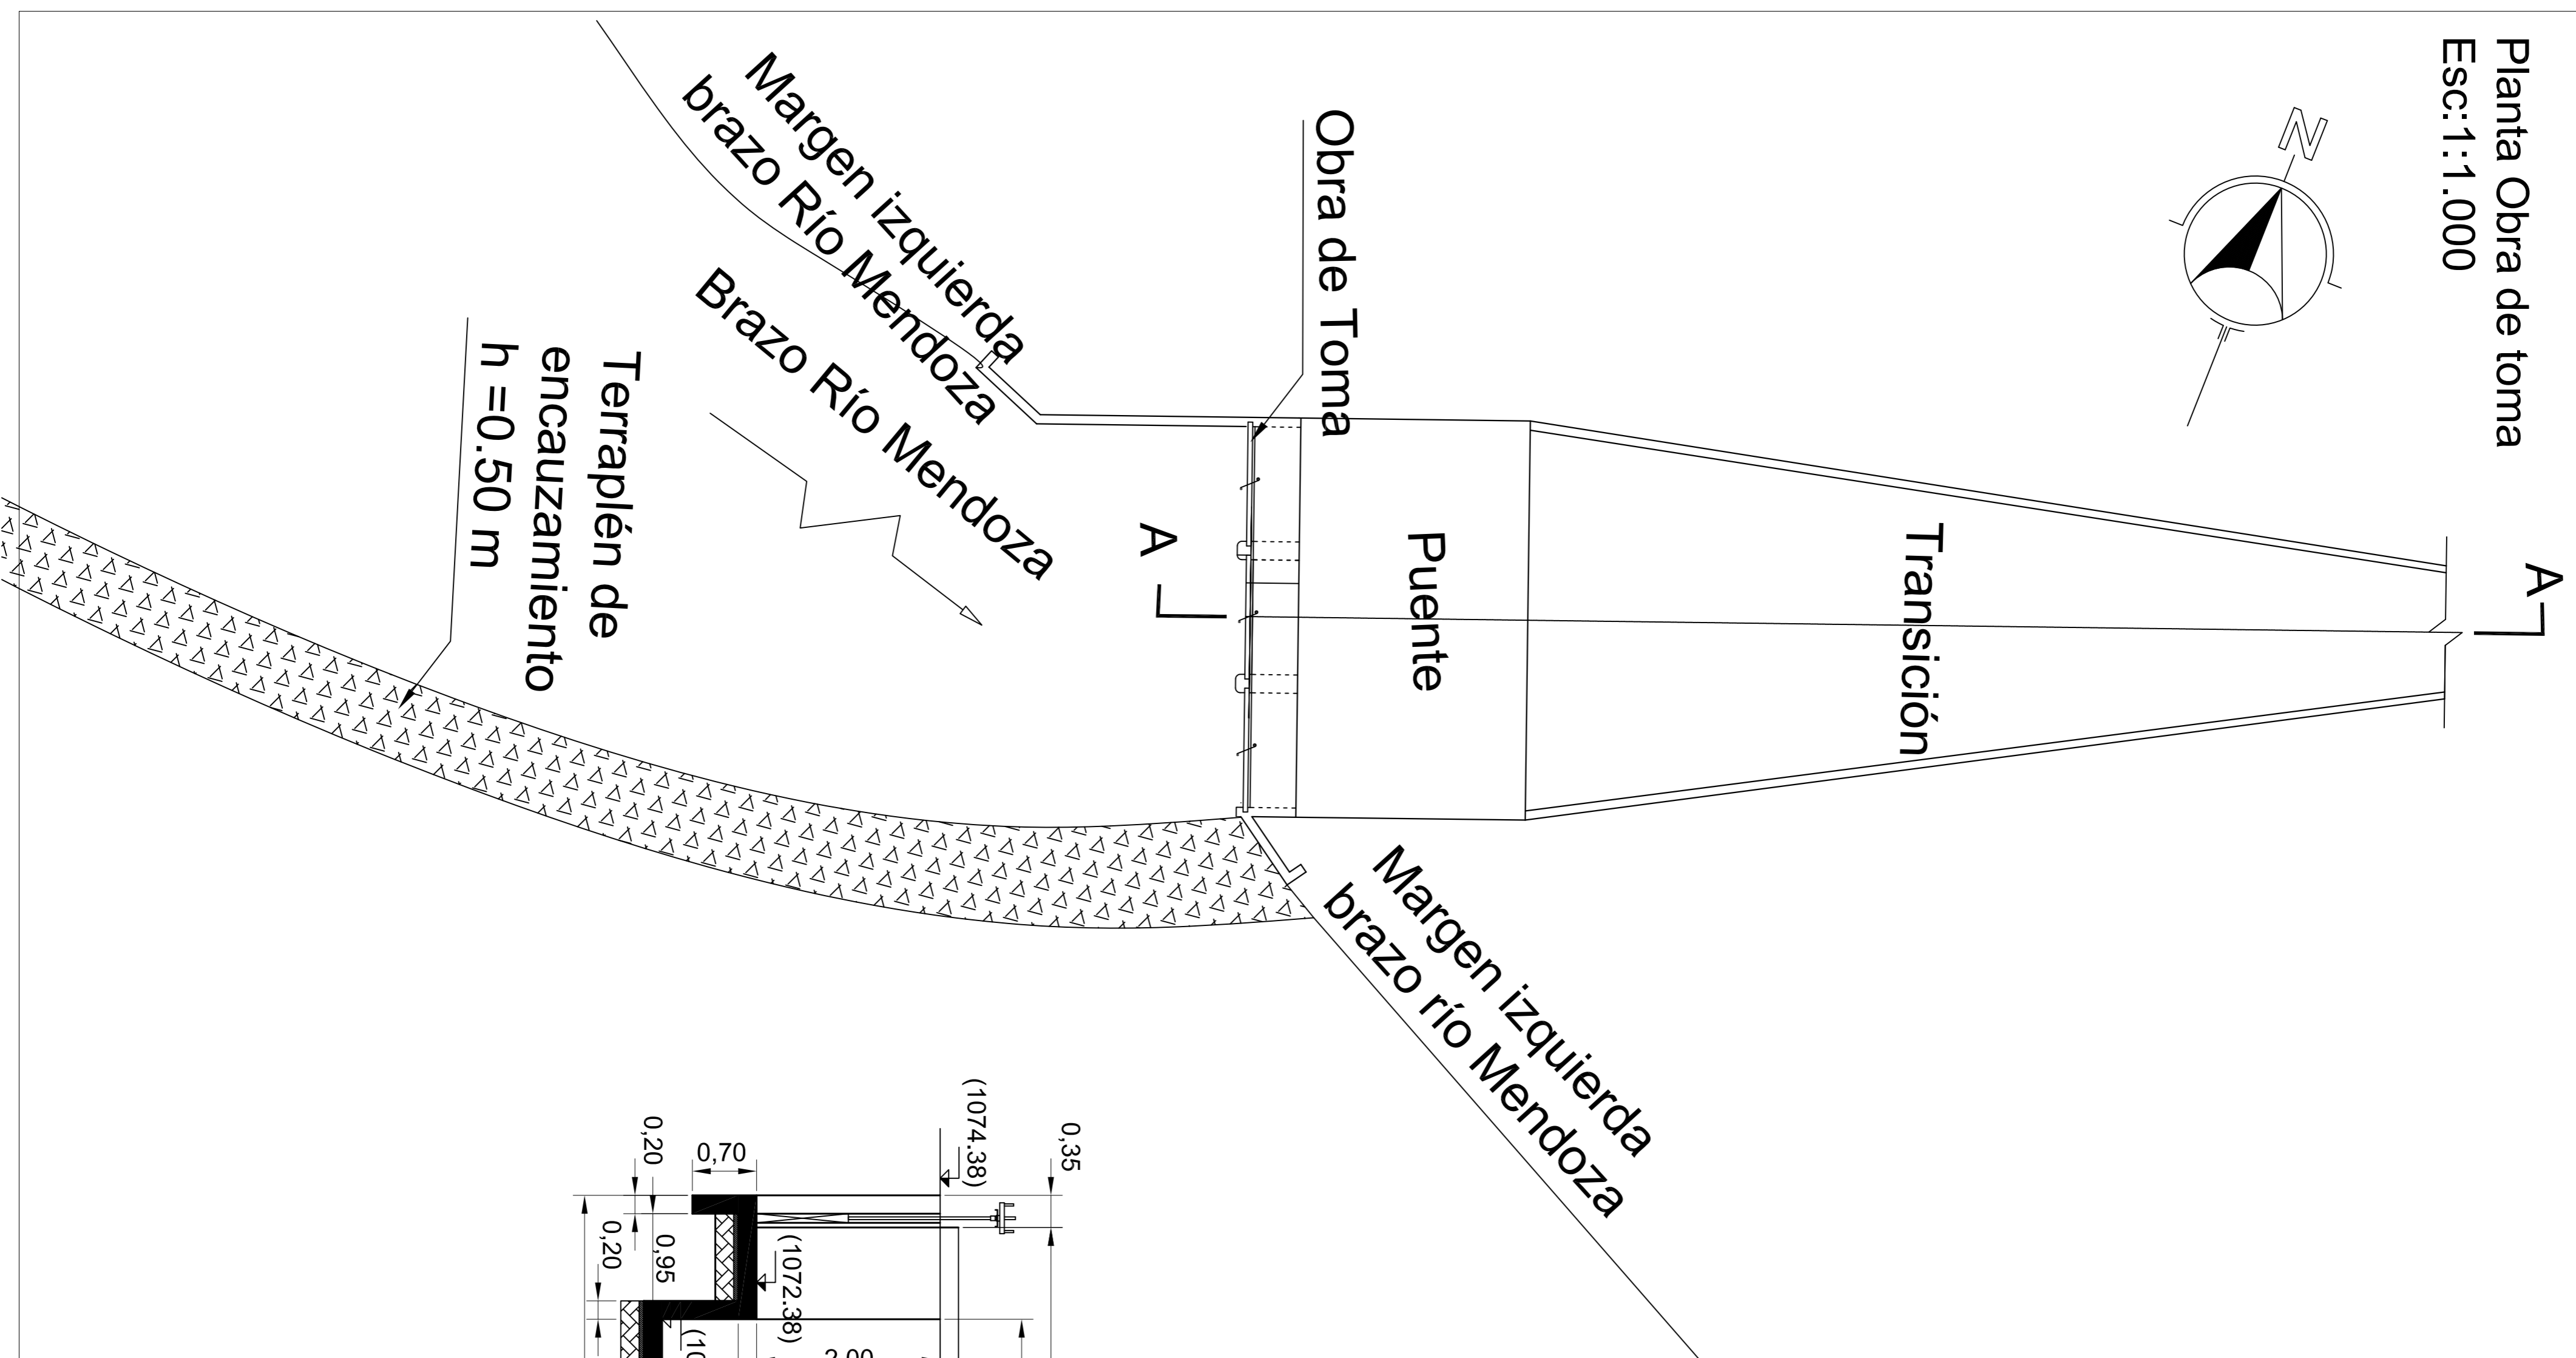 Planta Obra de toma
Esc:1:1.000
N
A
Transición
Puente
A
Obra de Toma
Margen izquierda
brazo Río Mendoza
Brazo Río Mendoza
Terraplén de
encauzamiento
h =0.50 m
Margen izquierda
brazo río Mendoza
0,35
(1074.38)
0,70
0,20
(1072.38)
0,95
0,20
2,00